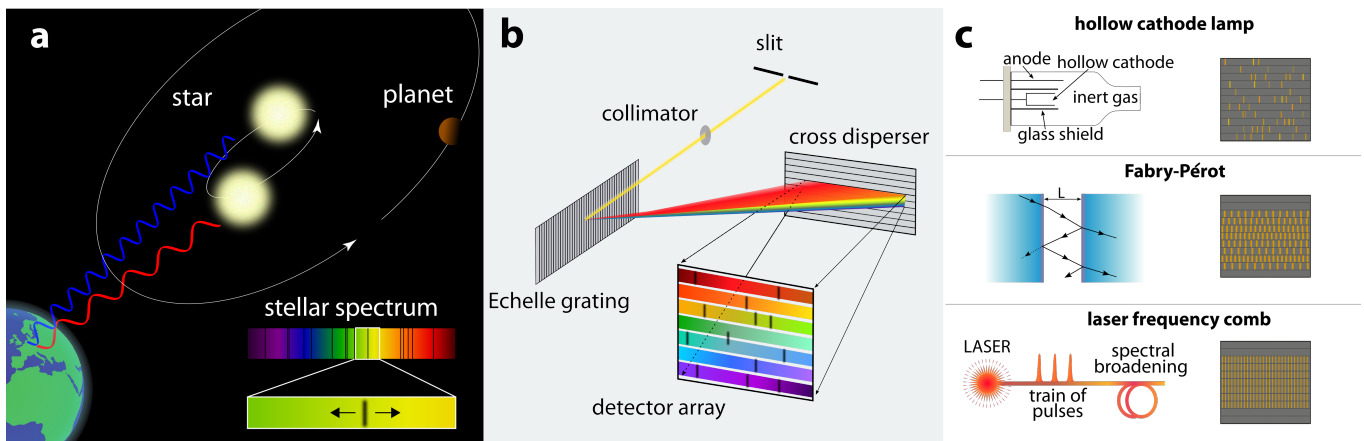 a
star
planet
stellar spectrum
b
slit
collimator
cross disperser
Echelle grating
detector array
c
hollow cathode lamp
anode
hollow cathode
inert gas
glass shield
Fabry-Pérot
L
laser frequency comb
LASER
spectral
broadening
train of
pulses